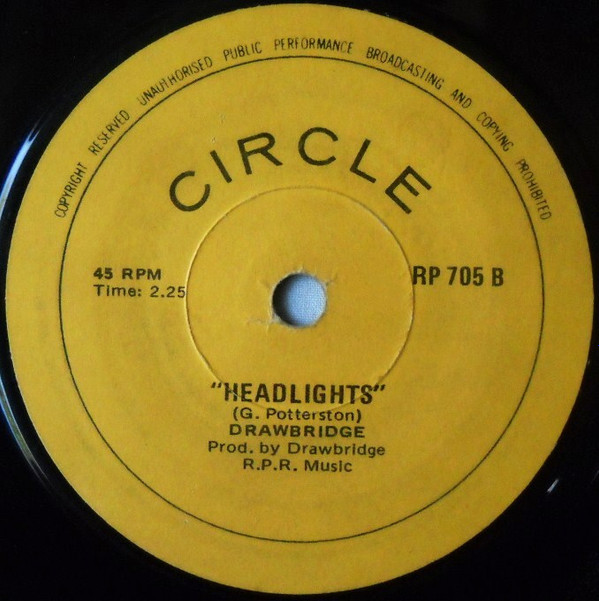 COPYRIGHT RESERVED UNAUTHORISED PUBLIC PERFORMANCE BROADCASTING AND COPYING PROHIBITED
CIRCLE
45 RPM
Time: 2.25
RP 705 B
"HEADLIGHTS"
(G. Potterston)
DRAWBRIDGE
Prod. by Drawbridge
R.P.R. Music